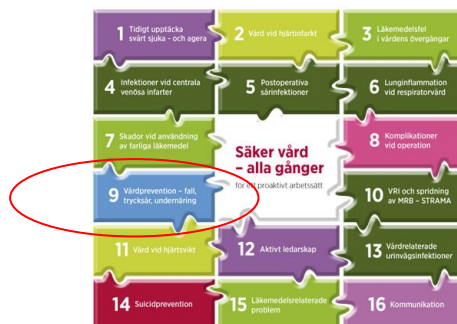 1 Tidigt upptäcka
svårt sjuka - och agera
2 Vård vid hjärtinfarkt
3 Läkemedelsfel
i vårdens övergångar
4 Infektioner vid centrala
venösa infarter
5 Postoperativa
sårinfektioner
6 Lunginflammation
vid respiratorvård
7 Skador vid användning
av farliga läkemedel
Säker vård
– alla gånger
för ett proaktivt arbetssätt
8 Komplikationer
vid operation
9 Vårdprevention – fall,
trycksår, undernäring
10 VRI och spridning
av MRB – STRAMA
11 Vård vid hjärtsvikt
12 Aktivt ledarskap
13 Vårdrelaterade
urinvägsinfektioner
14 Suicidprevention
15 Läkemedelsrelaterade
problem
16 Kommunikation